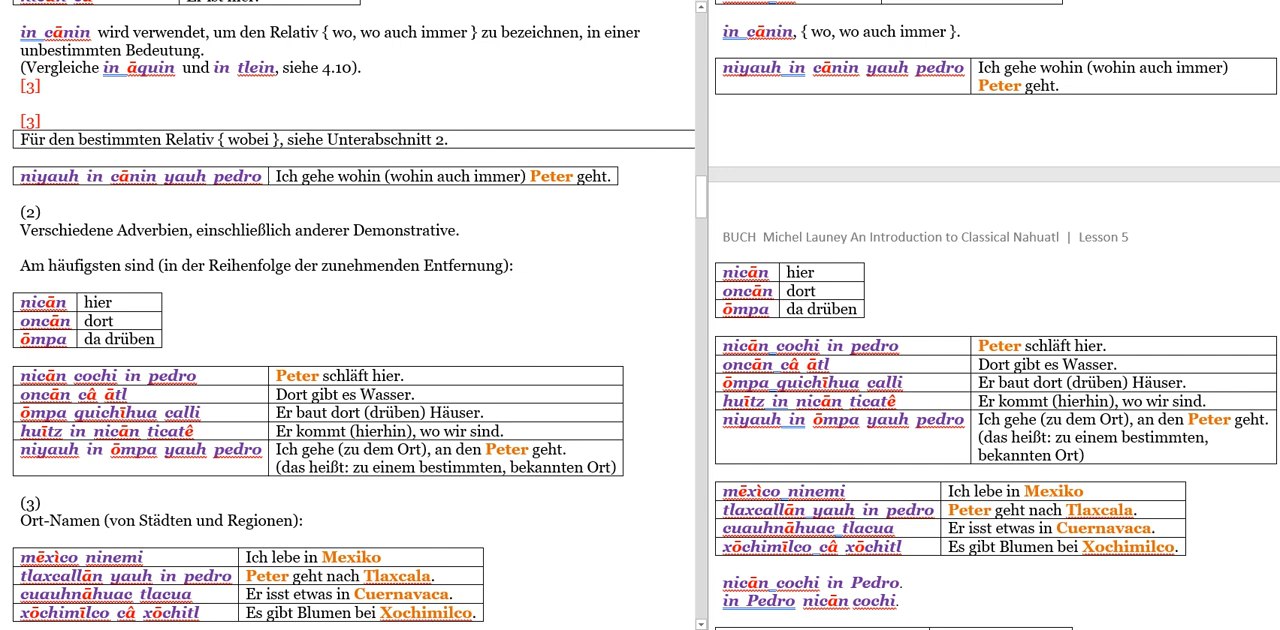 Er ist hier.
in cānin wird verwendet, um den Relativ { wo, wo auch immer } zu bezeichnen, in einer
unbestimmten Bedeutung.
(Vergleiche in āquin und in tlein, siehe 4.10).
[3]
[3]
Für den bestimmten Relativ { wobei }, siehe Unterabschnitt 2.
niyauh in cānin yauh pedro Ich gehe wohin (wohin auch immer) Peter geht.
(2)
Verschiedene Adverbien, einschließlich anderer Demonstrative.
Am häufigsten sind (in der Reihenfolge der zunehmenden Entfernung):
nicān hier
oncān dort
ōmpa da drüben
nicān cochi in pedro Peter schläft hier.
oncān câ ātl Dort gibt es Wasser.
ōmpa quichīhua calli Er baut dort (drüben) Häuser.
huītz in nicān ticatê Er kommt (hierhin), wo wir sind.
niyauh in ōmpa yauh pedro Ich gehe (zu dem Ort), an den Peter geht.
(das heißt: zu einem bestimmten, bekannten Ort)
(3)
Ort-Namen (von Städten und Regionen):
mēxìco ninemi Ich lebe in Mexiko
tlaxcallān yauh in pedro Peter geht nach Tlaxcala.
cuauhnāhuac tlacua Er isst etwas in Cuernavaca.
xōchimīlco câ xōchitl Es gibt Blumen bei Xochimilco.
in cānin, { wo, wo auch immer }.
niyauh in cānin yauh pedro Ich gehe wohin (wohin auch immer)
Peter geht.
BUCH Michel Launey An Introduction to Classical Nahuatl | Lesson 5
nicān hier
oncān dort
ōmpa da drüben
nicān cochi in pedro Peter schläft hier.
oncān câ ātl Dort gibt es Wasser.
ōmpa quichīhua calli Er baut dort (drüben) Häuser.
huītz in nicān ticatê Er kommt (hierhin), wo wir sind.
niyauh in ōmpa yauh pedro Ich gehe (zu dem Ort), an den Peter geht.
(das heißt: zu einem bestimmten,
bekannten Ort)
mēxìco ninemi Ich lebe in Mexiko
tlaxcallān yauh in pedro Peter geht nach Tlaxcala.
cuauhnāhuac tlacua Er isst etwas in Cuernavaca.
xōchimīlco câ xōchitl Es gibt Blumen bei Xochimilco.
nicān cochi in Pedro.
in Pedro nicān cochi.